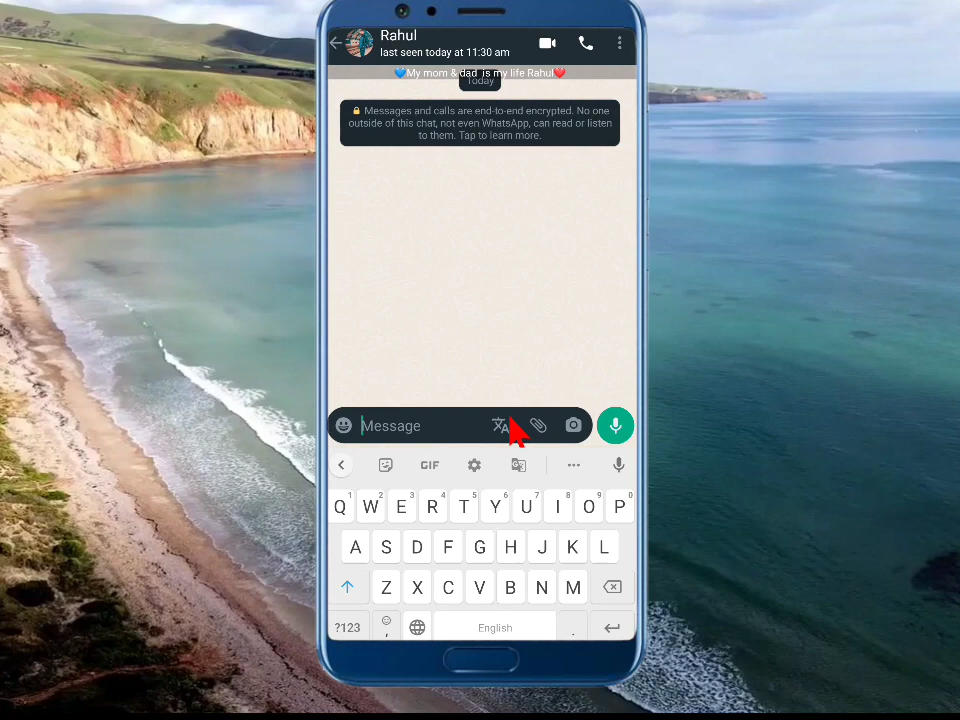 Rahul
last seen today at 11:30 am
💙My mom & dad is my life Rahul❤️
Today
🔒 Messages and calls are end-to-end encrypted. No one
outside of this chat, not even WhatsApp, can read or listen
to them. Tap to learn more.
Message
GIF
1 2 3 4 5 6 7 8 9 0
Q W E R T Y U I O P
A S D F G H J K L
Z X C V B N M
?123 , English .